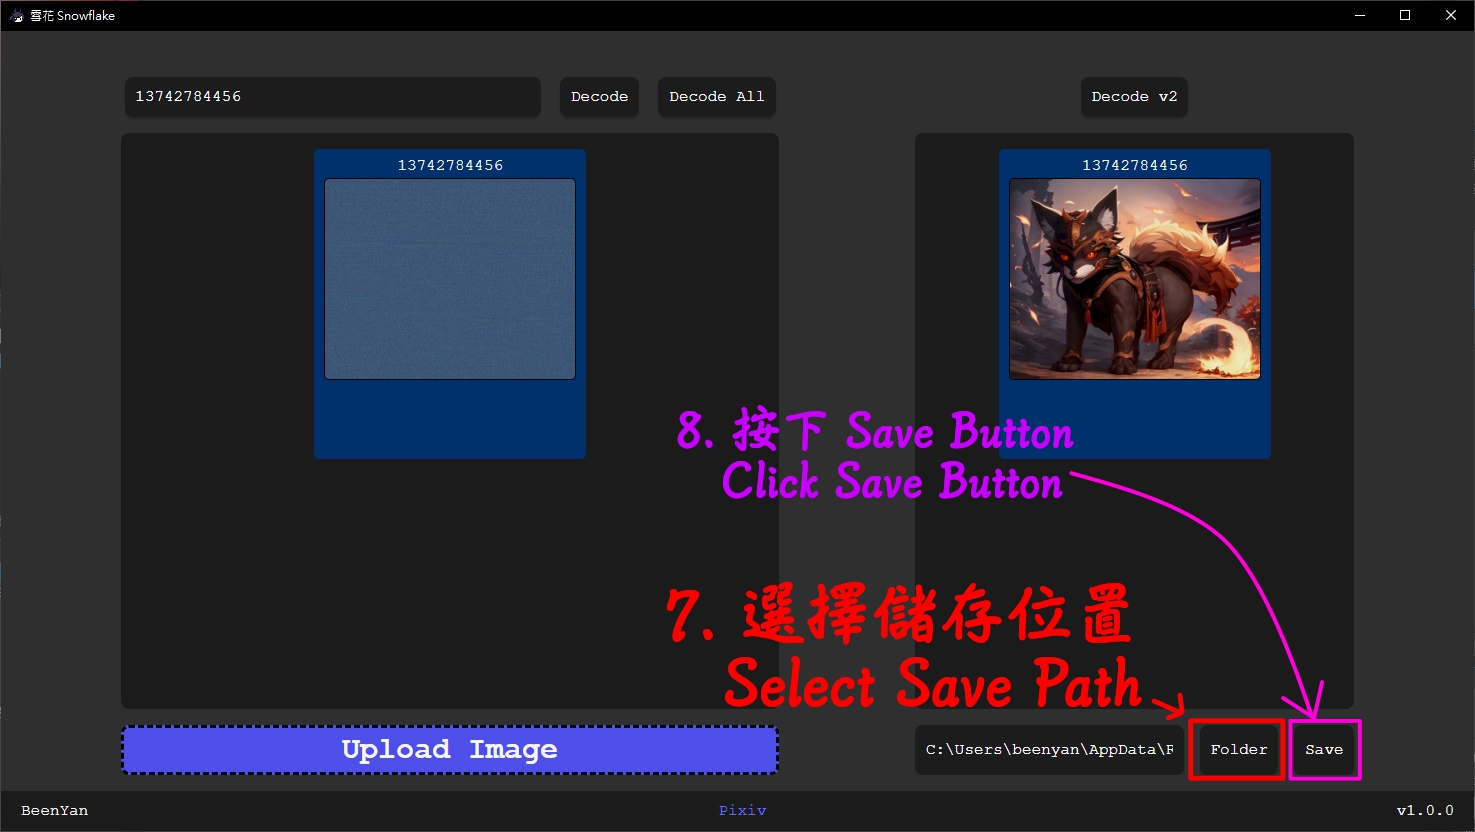 雪花 Snowflake
13742784456
Decode
Decode All
Decode v2
13742784456
13742784456
8. 按下 Save Button
Click Save Button
7. 選擇儲存位置
Select Save Path
Upload Image
C:\Users\beenyan\AppData\R
Folder
Save
BeenYan
Pixiv
v1.0.0